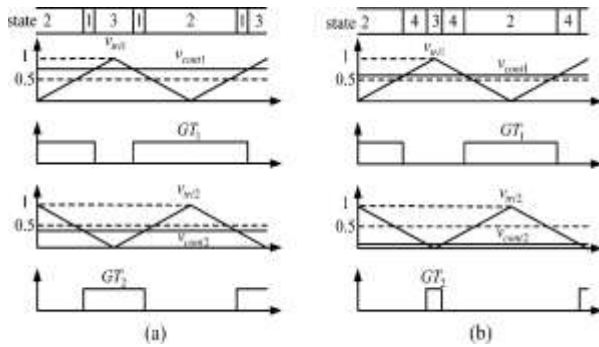 state 2 1 3 1 2 1 3
1 v_tri1 v_cont1
0.5
GT_1
1 v_tri2
0.5
v_cont2
GT_2
(a)
state 2 4 3 4 2 4
1 v_tri1
v_cont1
0.5
GT_1
1 v_tri2
0.5
v_cont2
GT_2
(b)